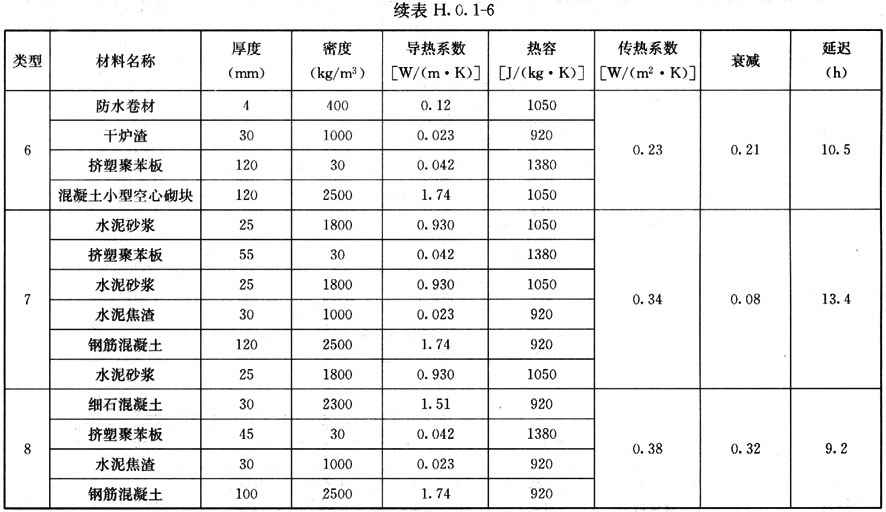 续表 H.0.1-6
类型 材料名称 厚度 (mm) 密度 (kg/m³) 导热系数 [W/(m·K)] 热容 [J/(kg·K)] 传热系数 [W/(m²·K)] 衰减 延迟 (h)
6 防水卷材 4 400 0.12 1050 0.23 0.21 10.5
干炉渣 30 1000 0.023 920
挤塑聚苯板 120 30 0.042 1380
混凝土小型空心砌块 120 2500 1.74 1050
7 水泥砂浆 25 1800 0.930 1050 0.34 0.08 13.4
挤塑聚苯板 55 30 0.042 1380
水泥砂浆 25 1800 0.930 1050
水泥焦渣 30 1000 0.023 920
钢筋混凝土 120 2500 1.74 920
水泥砂浆 25 1800 0.930 1050
8 细石混凝土 30 2300 1.51 920 0.38 0.32 9.2
挤塑聚苯板 45 30 0.042 1380
水泥焦渣 30 1000 0.023 920
钢筋混凝土 100 2500 1.74 920